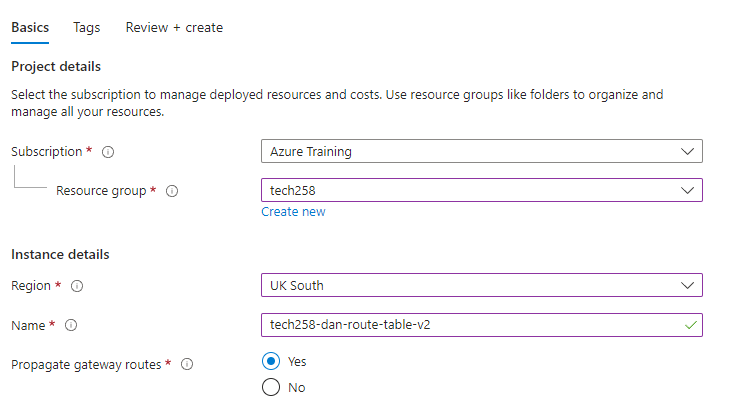 Basics Tags Review + create
Project details
Select the subscription to manage deployed resources and costs. Use resource groups like folders to organize and
manage all your resources.
Subscription * Azure Training
Resource group * tech258
Create new
Instance details
Region * UK South
Name * tech258-dan-route-table-v2
Propagate gateway routes * Yes
No